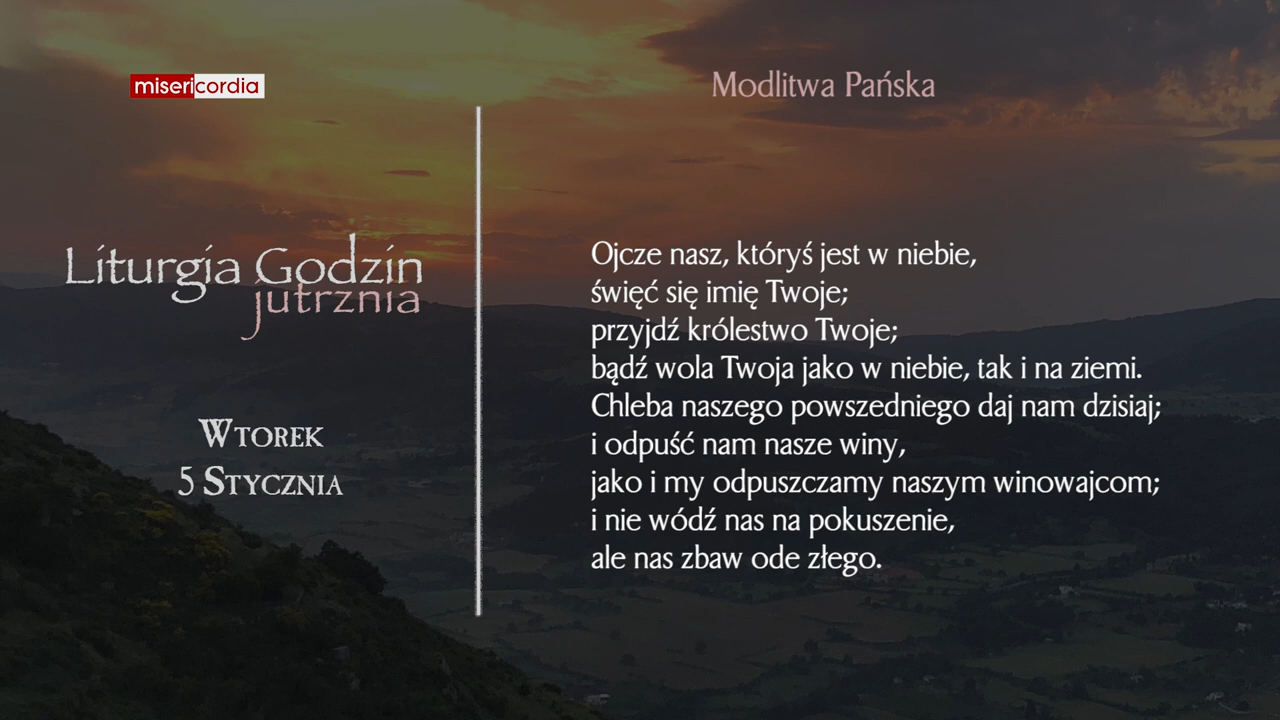 misericordia
Liturgia Godzin
jutrznia
Wtorek
5 Stycznia
Modlitwa Pańska
Ojcze nasz, któryś jest w niebie,
święć się imię Twoje;
przyjdź królestwo Twoje;
bądź wola Twoja jako w niebie, tak i na ziemi.
Chleba naszego powszedniego daj nam dzisiaj;
i odpuść nam nasze winy,
jako i my odpuszczamy naszym winowajcom;
i nie wódź nas na pokuszenie,
ale nas zbaw ode złego.